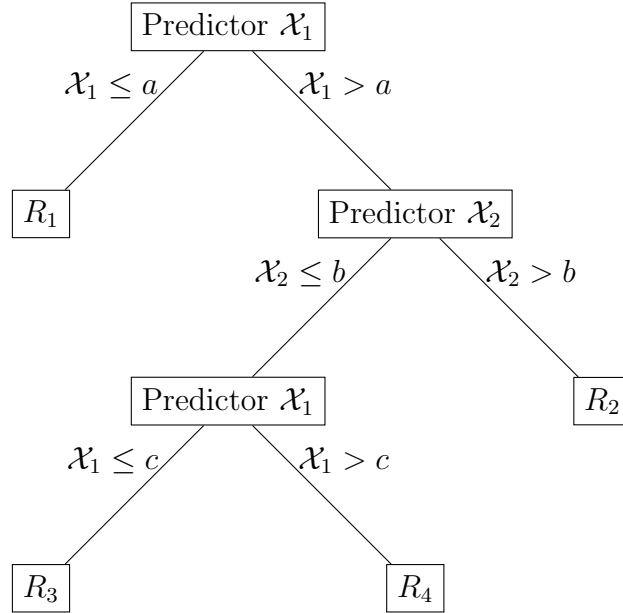 Predictor 𝒳₁
𝒳₁ ≤ a
𝒳₁ > a
R₁
Predictor 𝒳₂
𝒳₂ ≤ b
𝒳₂ > b
Predictor 𝒳₁
R₂
𝒳₁ ≤ c
𝒳₁ > c
R₃
R₄